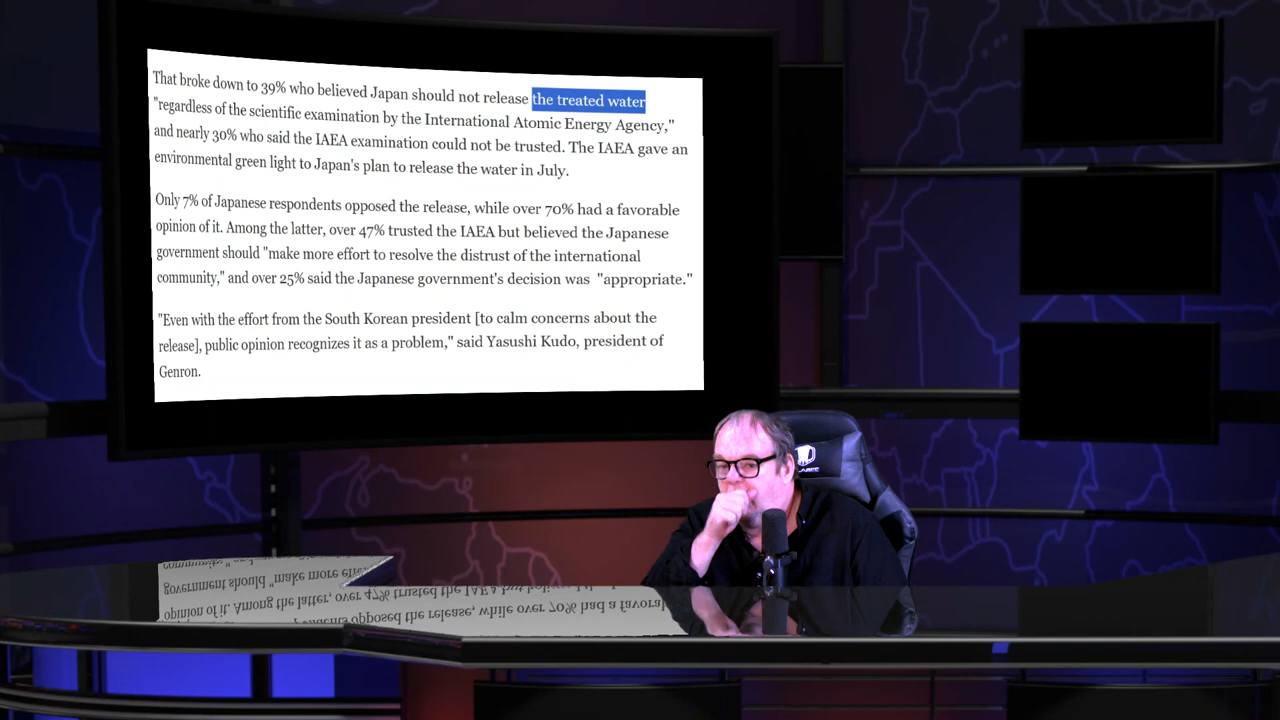 That broke down to 39% who believed Japan should not release the treated water
"regardless of the scientific examination by the International Atomic Energy Agency,"
and nearly 30% who said the IAEA examination could not be trusted. The IAEA gave an
environmental green light to Japan's plan to release the water in July.
Only 7% of Japanese respondents opposed the release, while over 70% had a favorable
opinion of it. Among the latter, over 47% trusted the IAEA but believed the Japanese
government should "make more effort to resolve the distrust of the international
community," and over 25% said the Japanese government's decision was "appropriate."
"Even with the effort from the South Korean president [to calm concerns about the
release], public opinion recognizes it as a problem," said Yasushi Kudo, president of
Genron.